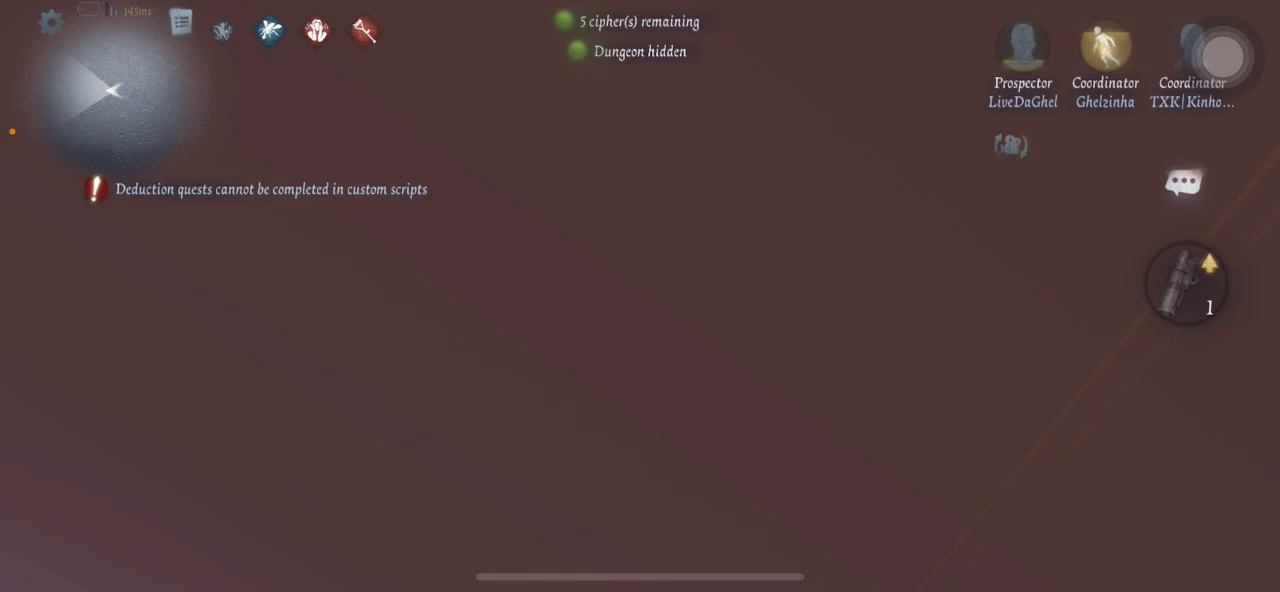 145ms
5 cipher(s) remaining
Dungeon hidden
Prospector
LiveDaGhel
Coordinator
Ghelzinha
Coordinator
TXK|Kinho...
Deduction quests cannot be completed in custom scripts
1